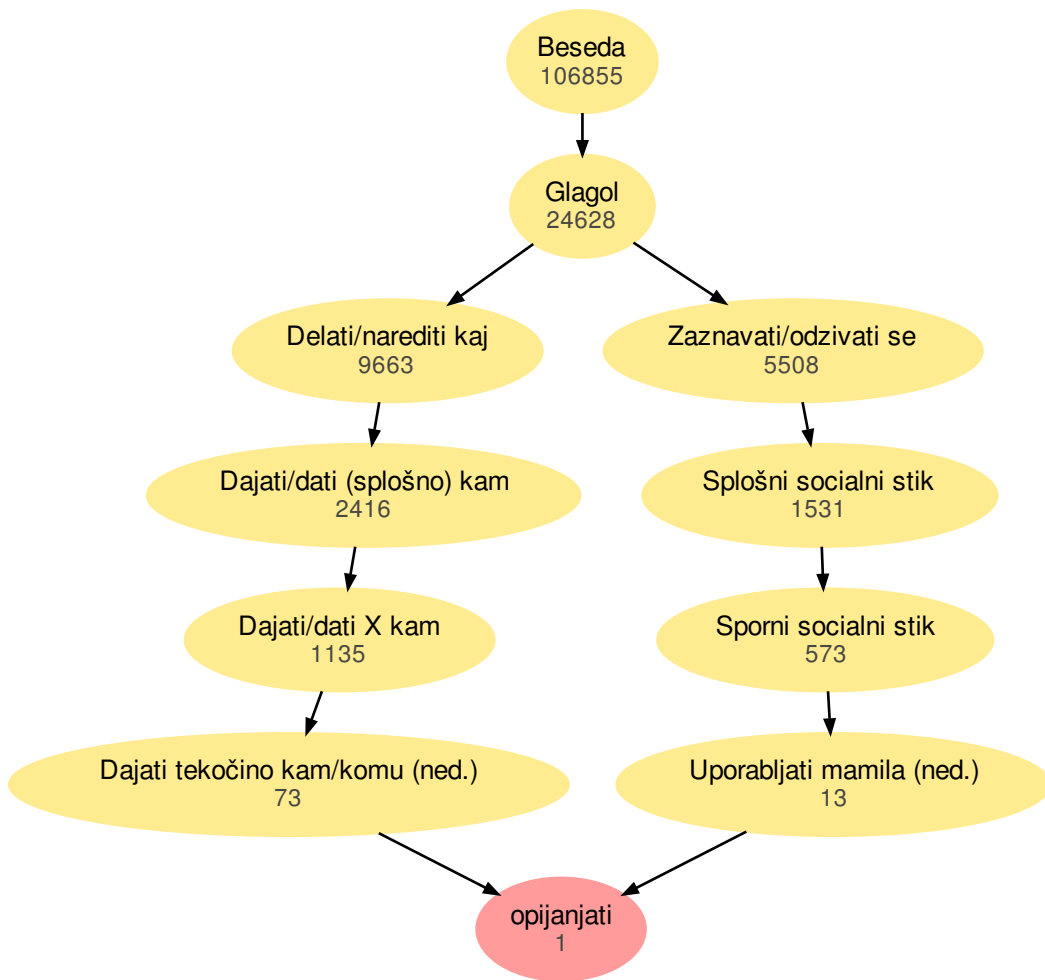 Beseda
106855
Glagol
24628
Delati/narediti kaj
9663
Zaznavati/odzivati se
5508
Dajati/dati (splošno) kam
2416
Splošni socialni stik
1531
Dajati/dati X kam
1135
Sporni socialni stik
573
Dajati tekočino kam/komu (ned.)
73
Uporabljati mamila (ned.)
13
opijanjati
1